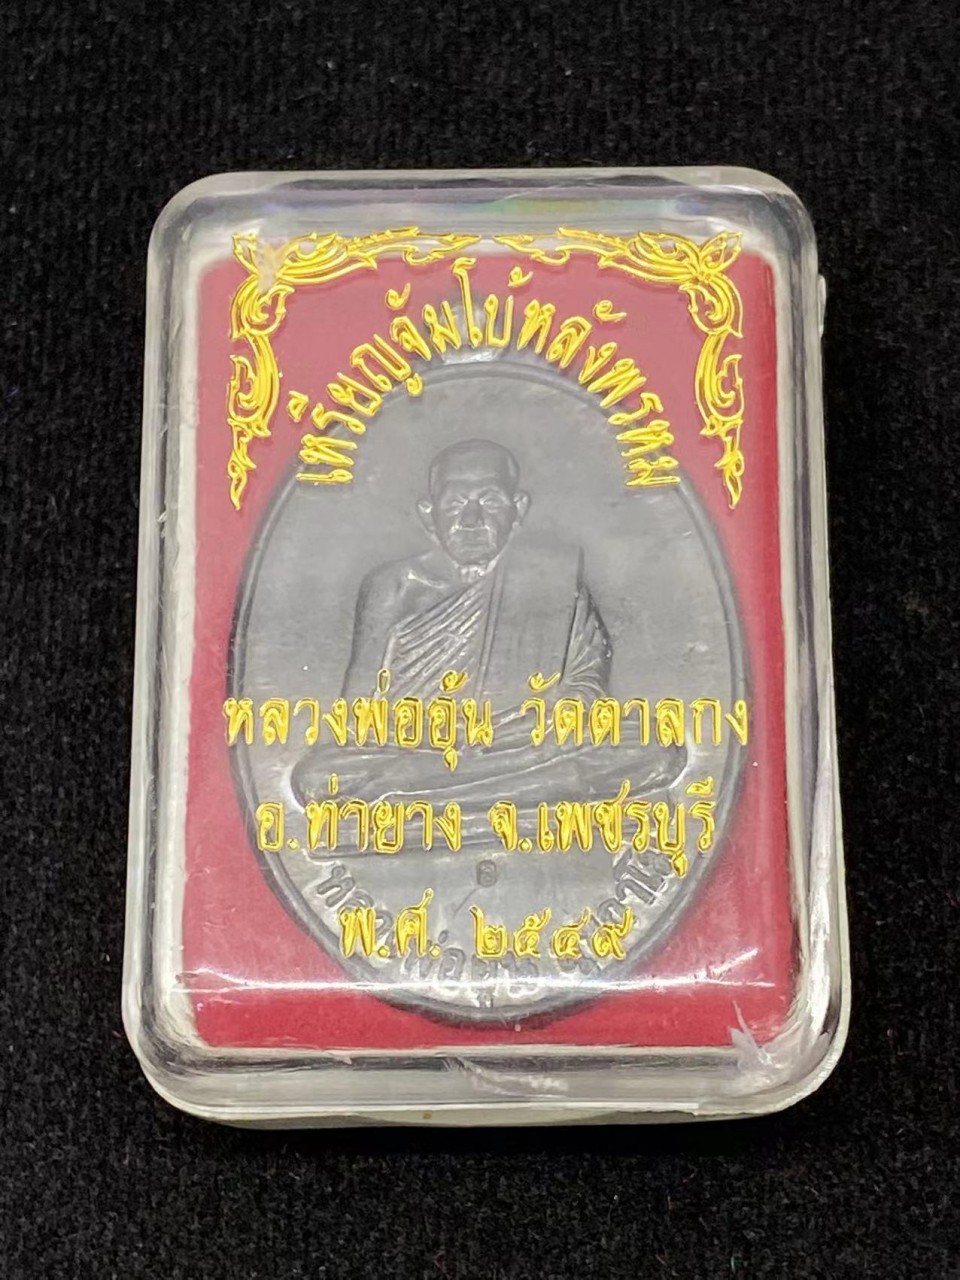 เหรียญจัมโบ้หลังพรหม
หลวงพ่ออุ้น วัดตาลกง
อ.ท่ายาง จ.เพชรบุรี
พ.ศ. ๒๕๔๙